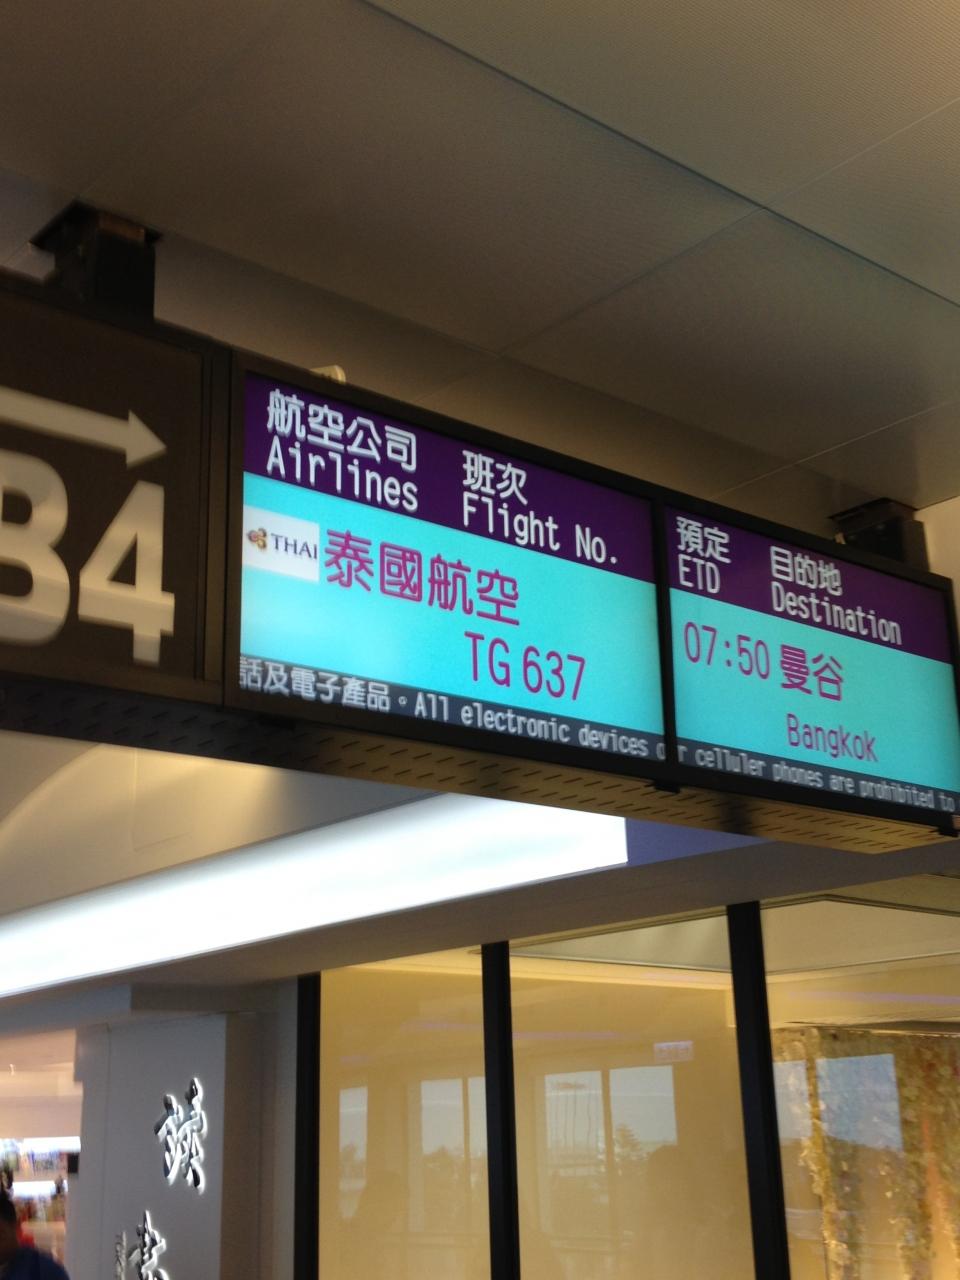 B4
航空公司
Airlines
班次
Flight No.
預定
ETD
目的地
Destination
THAI
泰國航空
TG 637
07:50
曼谷
Bangkok
話及電子產品。All electronic devices or celluler phones are prohibited to